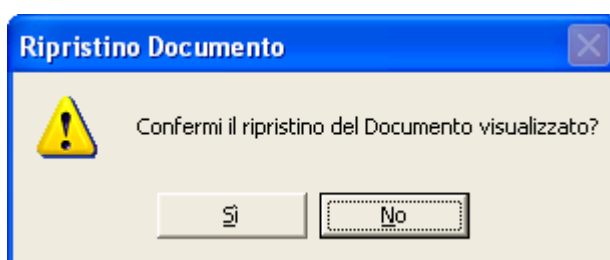 Ripristino Documento
Confermi il ripristino del Documento visualizzato?
Sì
No